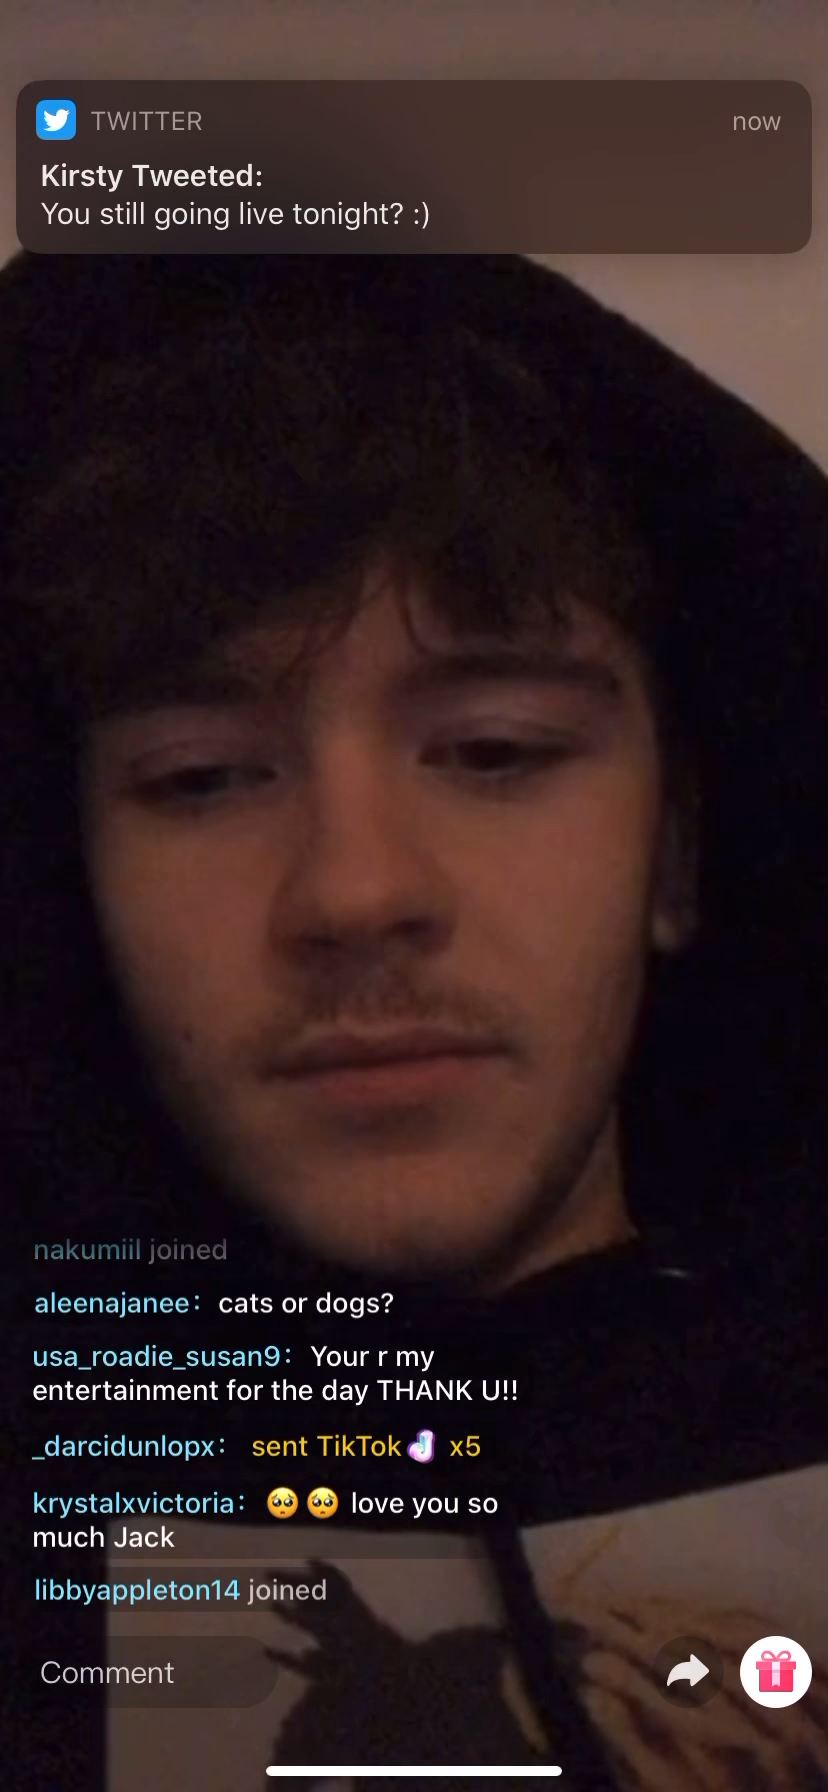 TWITTER now
Kirsty Tweeted:
You still going live tonight? :)
nakumiil joined
aleenajanee: cats or dogs?
usa_roadie_susan9: Your r my
entertainment for the day THANK U!!
_darcidunlopx: sent TikTok x5
krystalxvictoria: 🥺🥺 love you so
much Jack
libbyappleton14 joined
Comment